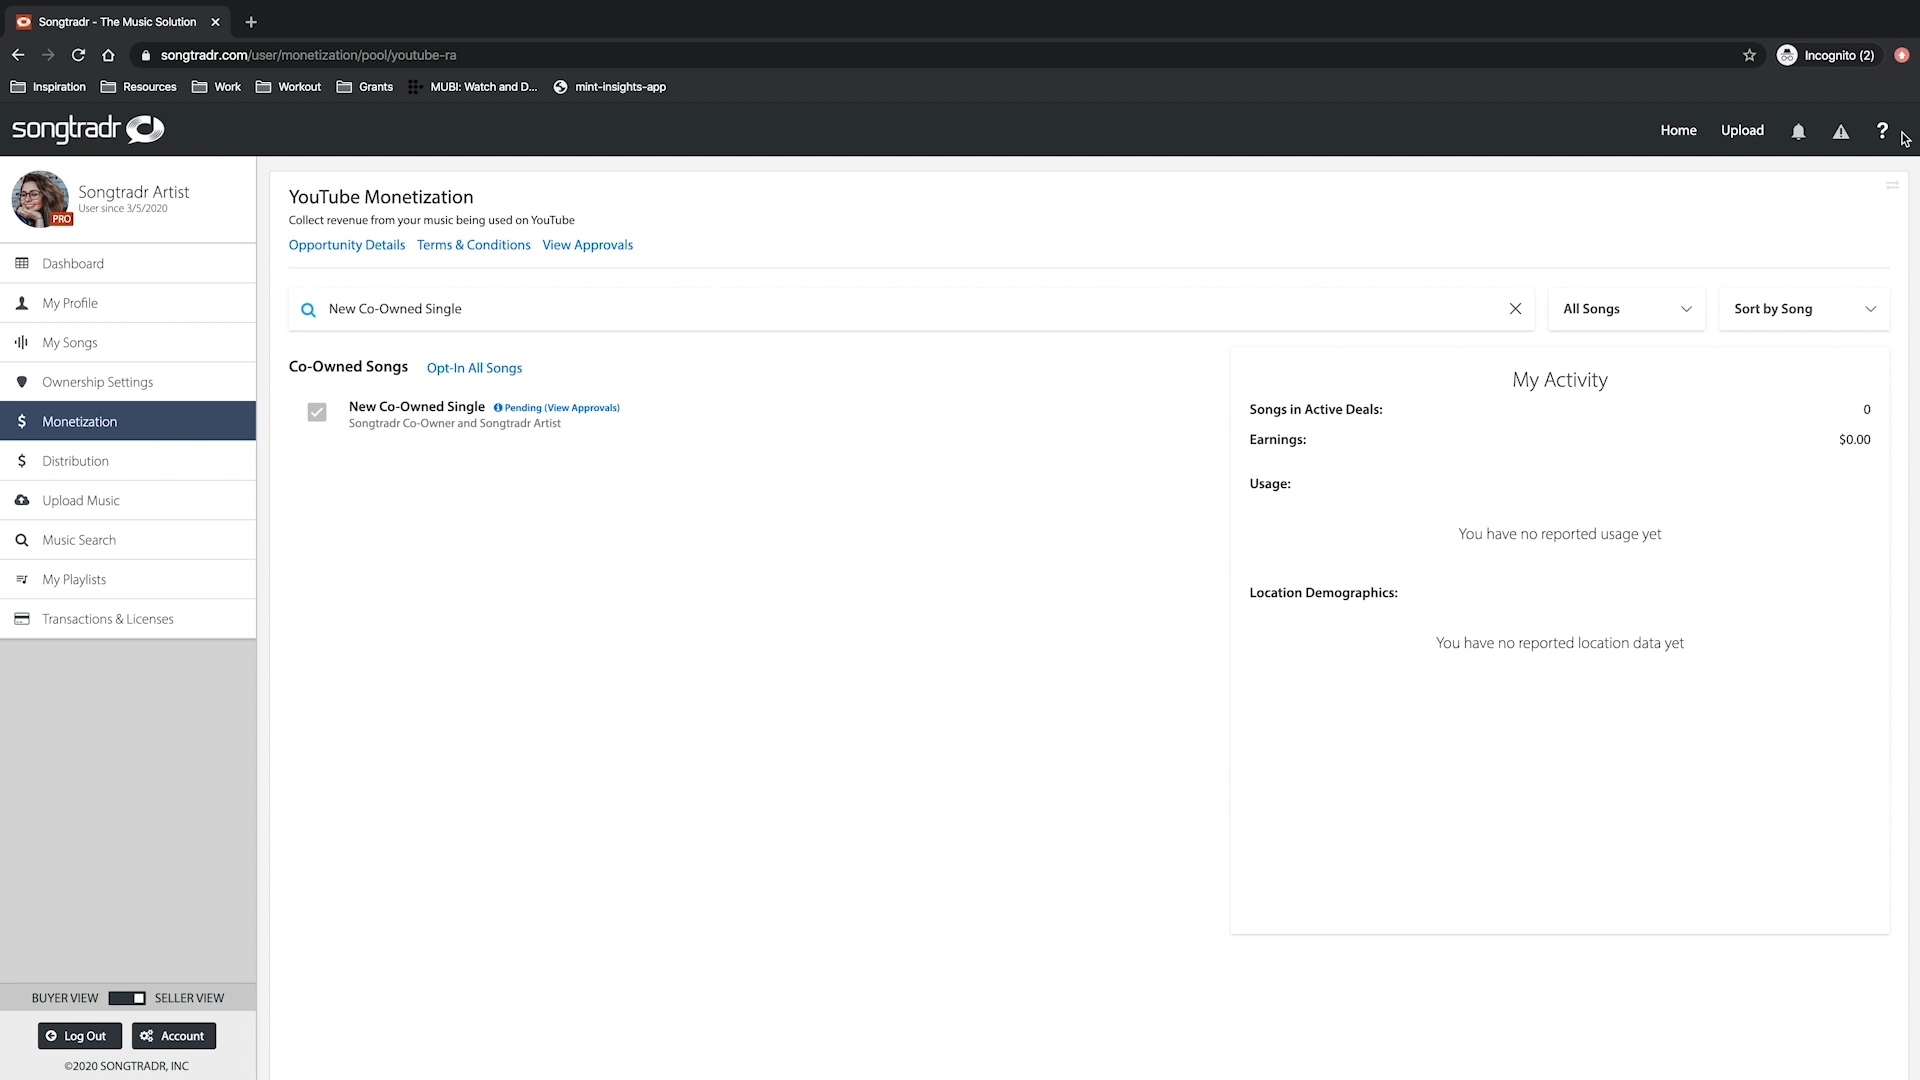 Songtradr - The Music Solution
songtradr.com/user/monetization/pool/youtube-ra
Incognito (2)
Inspiration Resources Work Workout Grants MUBI: Watch and D... mint-insights-app
songtradr
Home Upload ?
Songtradr Artist
User since 3/5/2020
PRO
Dashboard
My Profile
My Songs
Ownership Settings
$ Monetization
$ Distribution
Upload Music
Music Search
My Playlists
Transactions & Licenses
BUYER VIEW SELLER VIEW
Log Out Account
©2020 SONGTRADR, INC
YouTube Monetization
Collect revenue from your music being used on YouTube
Opportunity Details Terms & Conditions View Approvals
New Co-Owned Single
All Songs
Sort by Song
Co-Owned Songs Opt-In All Songs
New Co-Owned Single Pending (View Approvals)
Songtradr Co-Owner and Songtradr Artist
My Activity
Songs in Active Deals: 0
Earnings: $0.00
Usage:
You have no reported usage yet
Location Demographics:
You have no reported location data yet